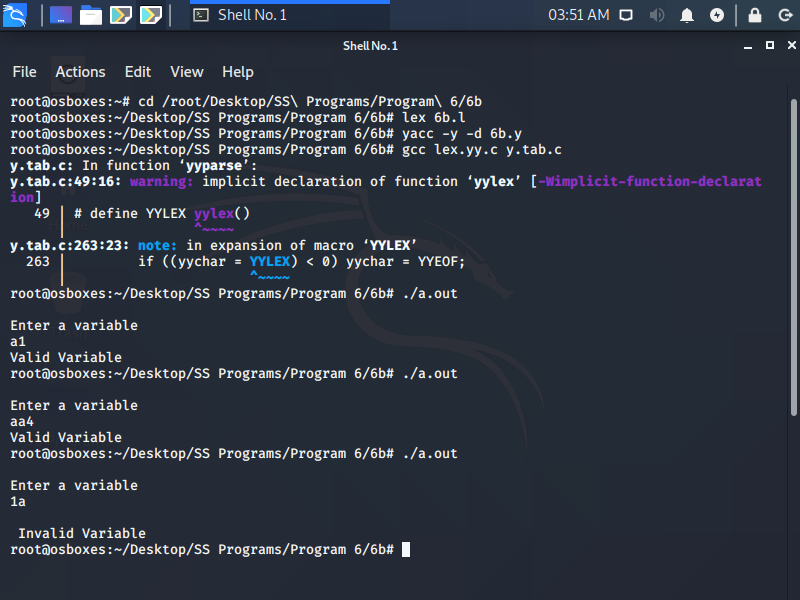 Shell No. 1
03:51 AM
Shell No. 1
File Actions Edit View Help
root@osboxes:~# cd /root/Desktop/SS\ Programs/Program\ 6/6b
root@osboxes:~/Desktop/SS Programs/Program 6/6b# lex 6b.l
root@osboxes:~/Desktop/SS Programs/Program 6/6b# yacc -y -d 6b.y
root@osboxes:~/Desktop/SS Programs/Program 6/6b# gcc lex.yy.c y.tab.c
y.tab.c: In function ‘yyparse’:
y.tab.c:49:16: warning: implicit declaration of function ‘yylex’ [-Wimplicit-function-declarat
ion]
   49 | # define YYLEX yylex()
      |                ^~~~~
y.tab.c:263:23: note: in expansion of macro ‘YYLEX’
  263 |         if ((yychar = YYLEX) < 0) yychar = YYEOF;
      |                       ^~~~~
root@osboxes:~/Desktop/SS Programs/Program 6/6b# ./a.out
Enter a variable
a1
Valid Variable
root@osboxes:~/Desktop/SS Programs/Program 6/6b# ./a.out
Enter a variable
aa4
Valid Variable
root@osboxes:~/Desktop/SS Programs/Program 6/6b# ./a.out
Enter a variable
1a
 Invalid Variable
root@osboxes:~/Desktop/SS Programs/Program 6/6b#